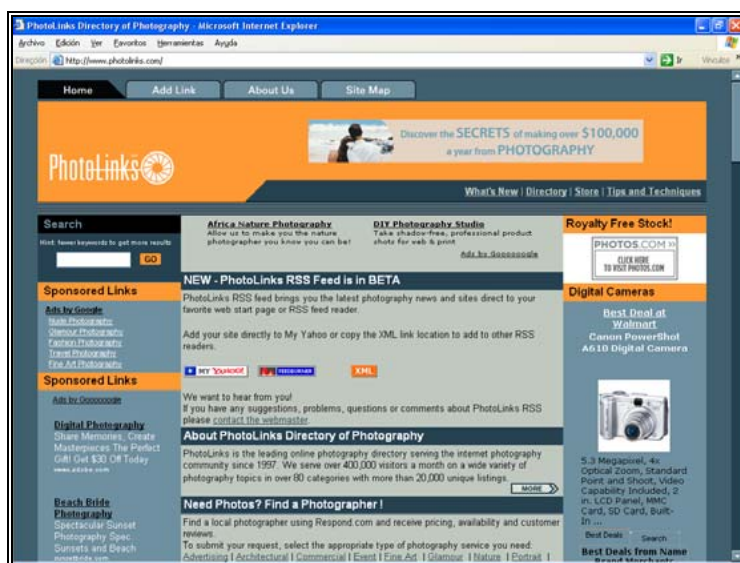 PhotoLinks Directory of Photography - Microsoft Internet Explorer
Archivo Edición Ver Favoritos Herramientas Ayuda
Dirección http://www.photolinks.com/ Ir Vínculos
Home Add Link About Us Site Map
Discover the SECRETS of making over $100,000
a year from PHOTOGRAPHY
PhotoLinks
What's New | Directory | Store | Tips and Techniques
Search
Hint: fewer keywords to get more results
GO
Sponsored Links
Ads by Google
Nude Photography
Glamour Photography
Fashion Photography
Travel Photography
Fine Art Photography
Sponsored Links
Ads by Goooooogle
Digital Photography
Share Memories, Create
Masterpieces The Perfect
Gift! Get $30 Off Today
www.adobe.com
Beach Bride
Photography
Spectacular Sunset
Photography Spec.
Sunsets and Beach
Africa Nature Photography
Allow us to make you the nature
photographer you know you can be!
DIY Photography Studio
Take shadow-free, professional product
shots for web & print
Ads by Goooooogle
NEW - PhotoLinks RSS Feed is in BETA
PhotoLinks RSS feed brings you the latest photography news and sites direct to your
favorite web start page or RSS feed reader.
Add your site directly to My Yahoo or copy the XML link location to add to other RSS
readers.
MY YAHOO! FEEDBURNER XML
We want to hear from you!
If you have any suggestions, problems, questions or comments about PhotoLinks RSS
please contact the webmaster.
About PhotoLinks Directory of Photography
PhotoLinks is the leading online photography directory serving the internet photography
community since 1997. We serve over 400,000 visitors a month on a wide variety of
photography topics in over 80 categories with more than 20,000 unique listings.
MORE
Need Photos? Find a Photographer !
Find a local photographer using Respond.com and receive pricing, availability and customer
reviews.
To submit your request, select the appropriate type of photography service you need.
Advertising | Architectural | Commercial | Event | Fine Art | Glamour | Nature | Portrait |
Royalty Free Stock!
PHOTOS.COM
CLICK HERE
TO VISIT PHOTOS.COM
Digital Cameras
Best Deal at
Walmart
Canon PowerShot
A610 Digital Camera
5.3 Megapixel, 4x
Optical Zoom, Standard
Point and Shoot, Video
Capability Included, 2
in. LCD Panel, MMC
Card, SD Card, Built-
In ...
Best Deals Search
Best Deals from Name
Brand Merchants